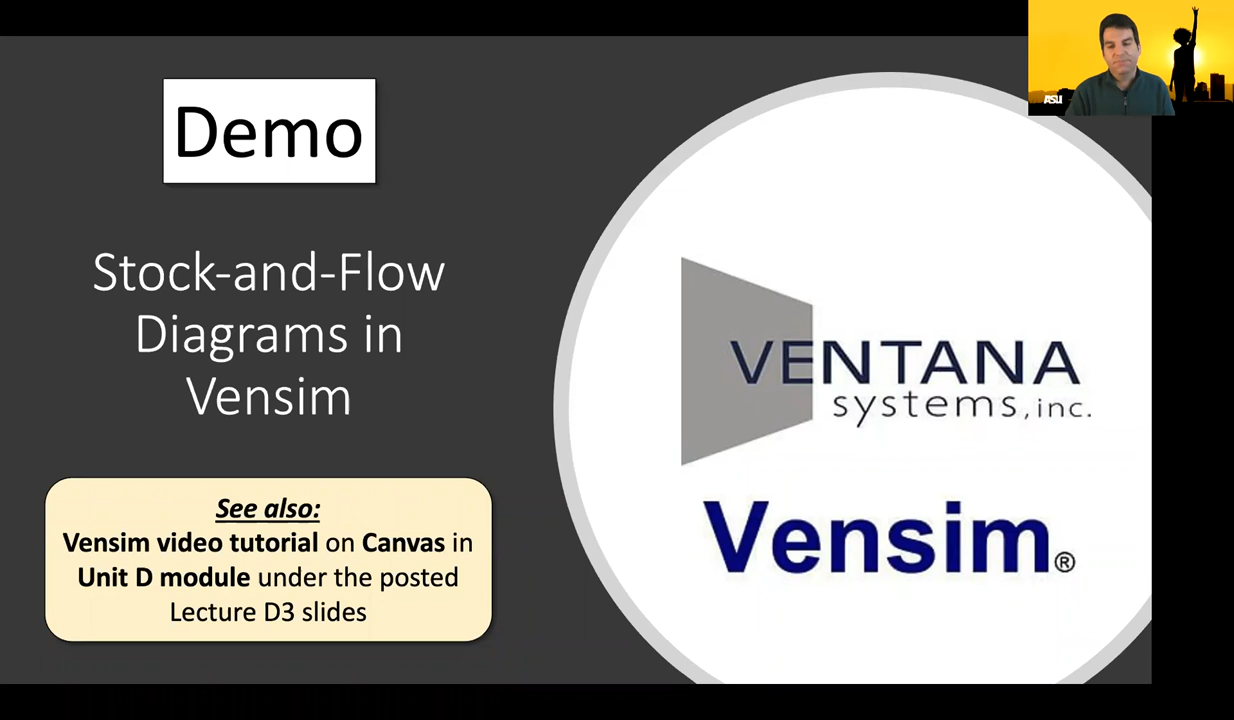 Demo
Stock-and-Flow
Diagrams in
Vensim
See also:
Vensim video tutorial on Canvas in
Unit D module under the posted
Lecture D3 slides
VENTANA
systems, inc.
Vensim®
ASU